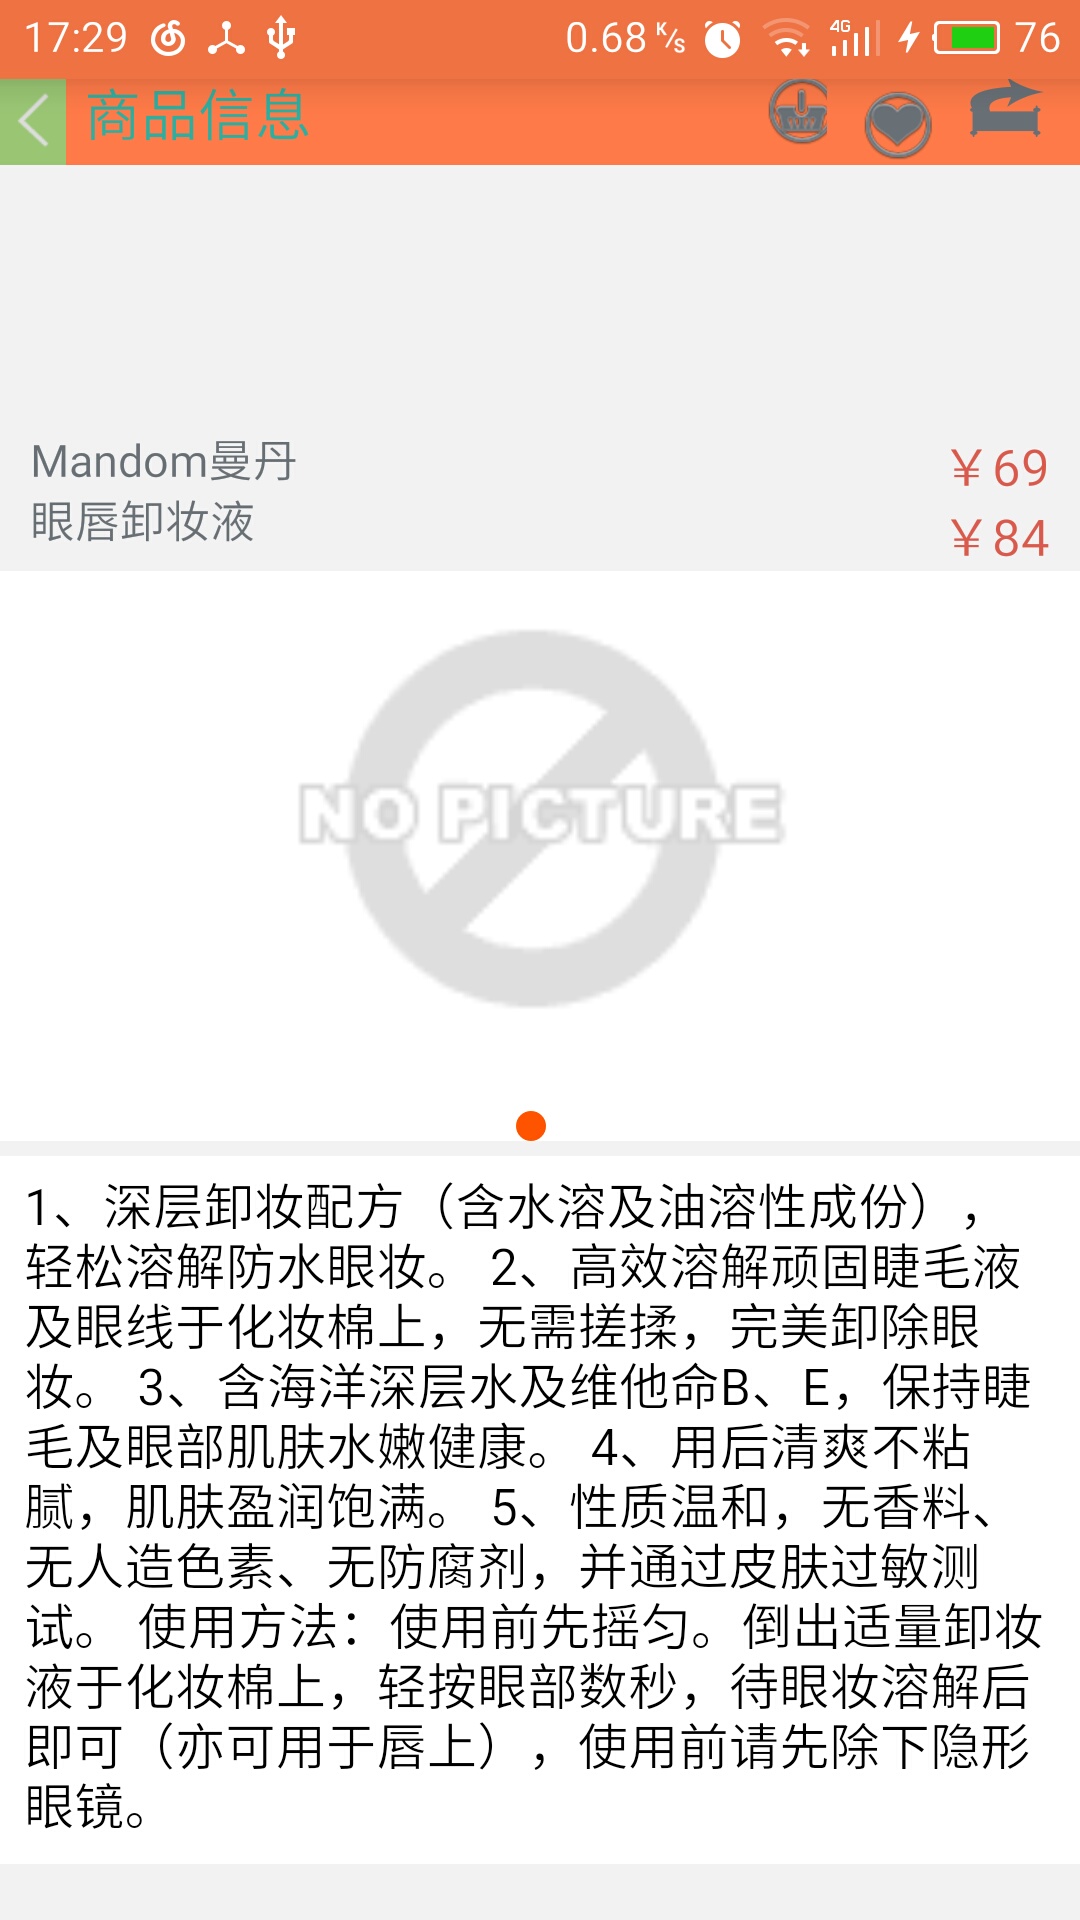 17:29
0.68 K/s
4G
76
商品信息
Mandom曼丹
眼唇卸妆液
￥69
￥84
NO PICTURE
1、深层卸妆配方（含水溶及油溶性成份），
轻松溶解防水眼妆。 2、高效溶解顽固睫毛液
及眼线于化妆棉上，无需搓揉，完美卸除眼
妆。 3、含海洋深层水及维他命B、E，保持睫
毛及眼部肌肤水嫩健康。 4、用后清爽不粘
腻，肌肤盈润饱满。 5、性质温和，无香料、
无人造色素、无防腐剂，并通过皮肤过敏测
试。 使用方法：使用前先摇匀。倒出适量卸妆
液于化妆棉上，轻按眼部数秒，待眼妆溶解后
即可（亦可用于唇上），使用前请先除下隐形
眼镜。